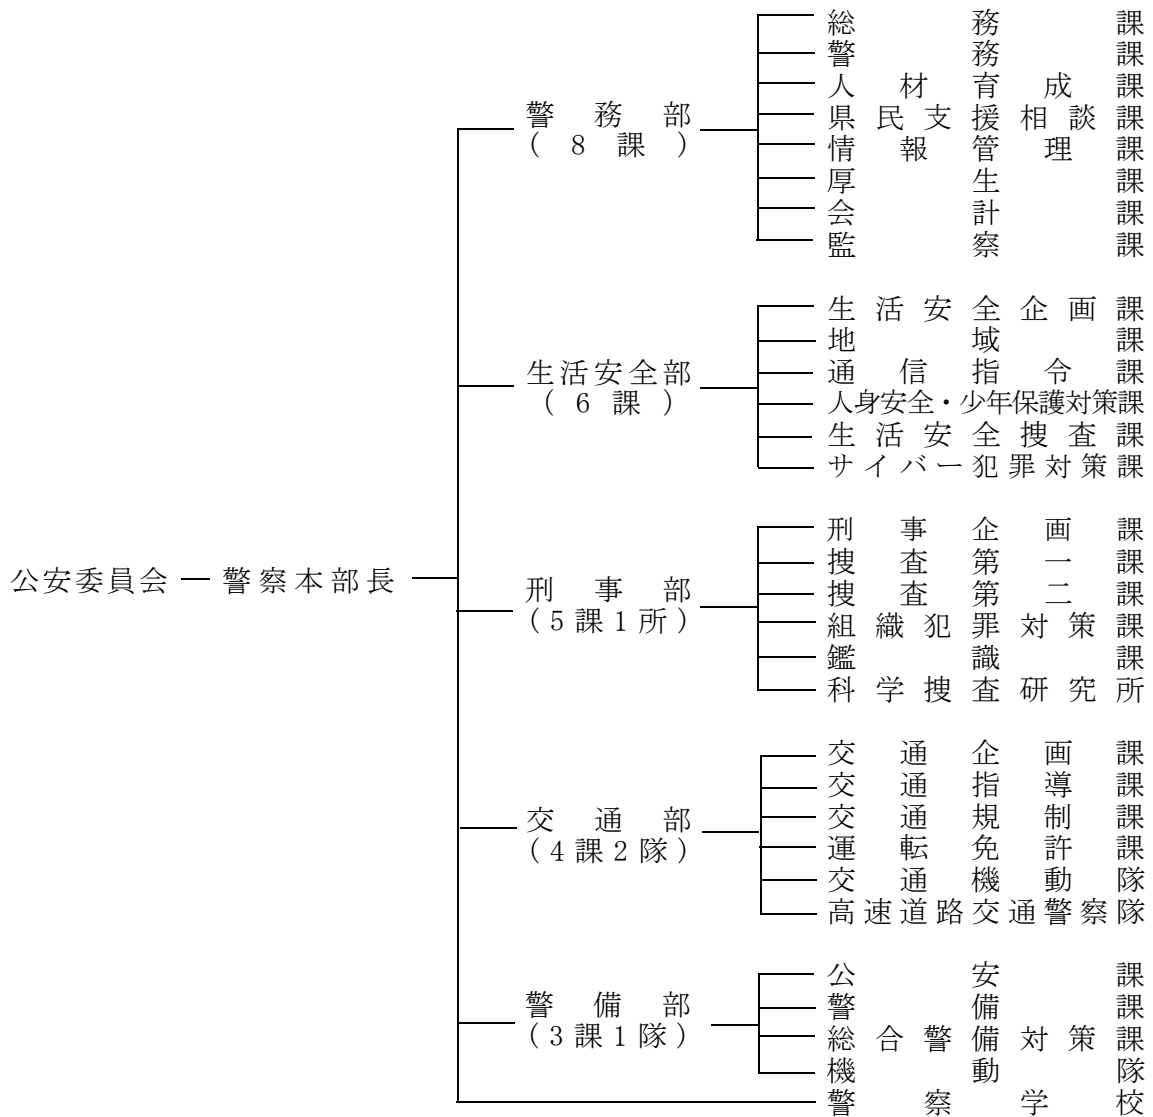 公安委員会
警察本部長
警務部
(8課)
総務課
警務課
人材育成課
県民支援相談課
情報管理課
厚生課
会計課
監察課
生活安全部
(6課)
生活安全企画課
地域課
通信指令課
人身安全・少年保護対策課
生活安全捜査課
サイバー犯罪対策課
刑事部
(5課1所)
刑事企画課
捜査第一課
捜査第二課
組織犯罪対策課
鑑識課
科学捜査研究所
交通部
(4課2隊)
交通企画課
交通指導課
交通規制課
運転免許課
交通機動隊
高速道路交通警察隊
警備部
(3課1隊)
公安課
警備課
総合警備対策課
機動隊
警察学校